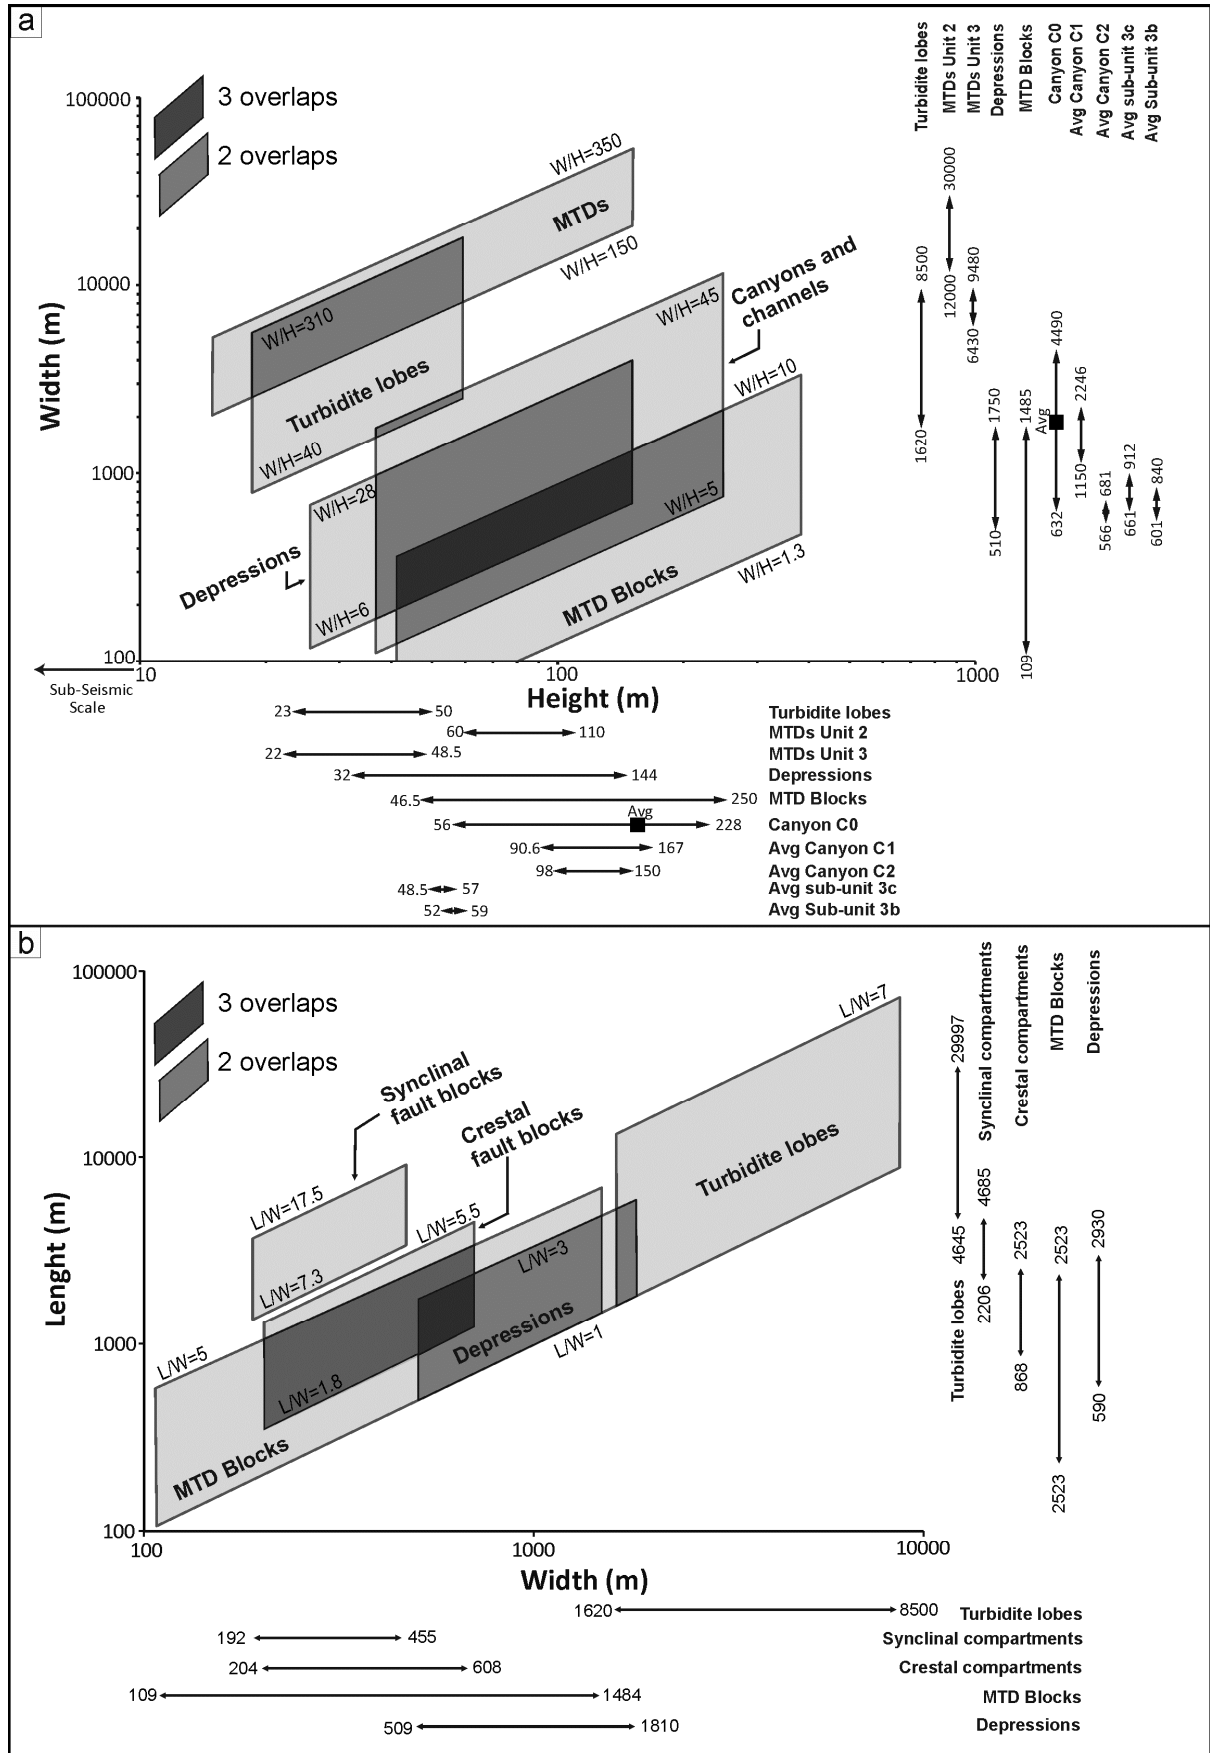 a
3 overlaps
2 overlaps
100000
10000
1000
100
Width (m)
W/H=350
MTDs
W/H=150
W/H=310
Turbidite lobes
W/H=40
Canyons and
channels
W/H=45
W/H=10
W/H=28
W/H=5
Depressions
W/H=6
MTD Blocks
W/H=1.3
10
100
1000
Height (m)
Sub-Seismic
Scale
Turbidite lobes
MTDs Unit 2
MTDs Unit 3
Depressions
MTD Blocks
Canyon C0
Avg Canyon C1
Avg Canyon C2
Avg sub-unit 3c
Avg Sub-unit 3b
8500
1620
30000
12000
9480
6430
1750
510
1485
109
4490
Avg
632
2246
1150
681
566
912
661
840
601
23 50 Turbidite lobes
60 110 MTDs Unit 2
22 48.5 MTDs Unit 3
32 144 Depressions
46.5 250 MTD Blocks
Avg
56 228 Canyon C0
90.6 167 Avg Canyon C1
98 150 Avg Canyon C2
48.5 57 Avg sub-unit 3c
52 59 Avg Sub-unit 3b
b
3 overlaps
2 overlaps
100000
10000
1000
100
Lenght (m)
L/W=7
Synclinal
fault blocks
Crestal
fault blocks
Turbidite lobes
L/W=17.5
L/W=7.3
L/W=5.5
L/W=3
L/W=5
L/W=1.8
Depressions
L/W=1
MTD Blocks
100
1000
10000
Width (m)
Synclinal compartments
Crestal compartments
MTD Blocks
Depressions
29997
4645
Turbidite lobes
4685
2206
2523
868
2523
2523
2930
590
1620 8500 Turbidite lobes
192 455 Synclinal compartments
204 608 Crestal compartments
109 1484 MTD Blocks
509 1810 Depressions